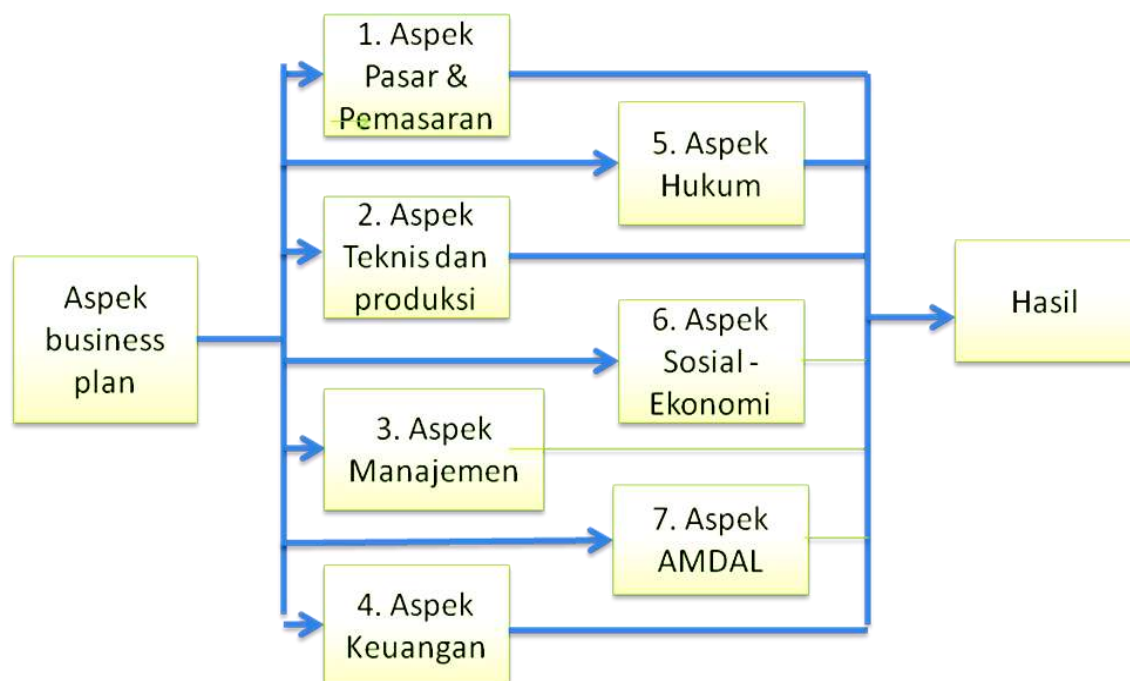 1. Aspek
Pasar &
Pemasaran
5. Aspek
Hukum
2. Aspek
Teknis dan
produksi
Aspek
business
plan
6. Aspek
Sosial -
Ekonomi
Hasil
3. Aspek
Manajemen
7. Aspek
AMDAL
4. Aspek
Keuangan